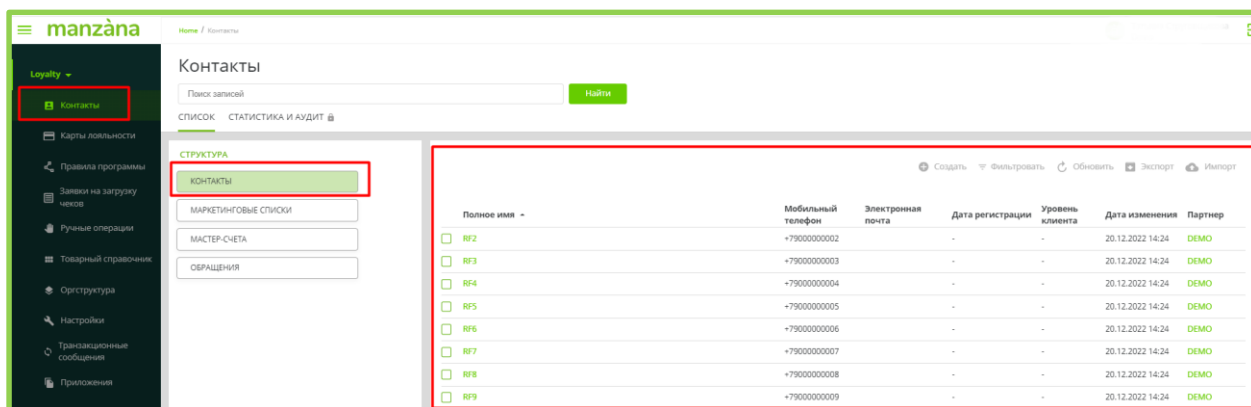 manzàna
Home / Контакты
Loyalty
Контакты
Карты лояльности
Правила программы
Заявки на загрузку
чеков
Ручные операции
Товарный справочник
Оргструктура
Настройки
Транзакционные
сообщения
Приложения
Контакты
Поиск записей Найти
СПИСОК СТАТИСТИКА И АУДИТ
СТРУКТУРА
КОНТАКТЫ
МАРКЕТИНГОВЫЕ СПИСКИ
МАСТЕР-СЧЕТА
ОБРАЩЕНИЯ
Создать Фильтровать Обновить Экспорт Импорт
Полное имя Мобильный телефон Электронная почта Дата регистрации Уровень клиента Дата изменения Партнер
RF2 +79000000002 - - 20.12.2022 14:24 DEMO
RF3 +79000000003 - - 20.12.2022 14:24 DEMO
RF4 +79000000004 - - 20.12.2022 14:24 DEMO
RF5 +79000000005 - - 20.12.2022 14:24 DEMO
RF6 +79000000006 - - 20.12.2022 14:24 DEMO
RF7 +79000000007 - - 20.12.2022 14:24 DEMO
RF8 +79000000008 - - 20.12.2022 14:24 DEMO
RF9 +79000000009 - - 20.12.2022 14:24 DEMO